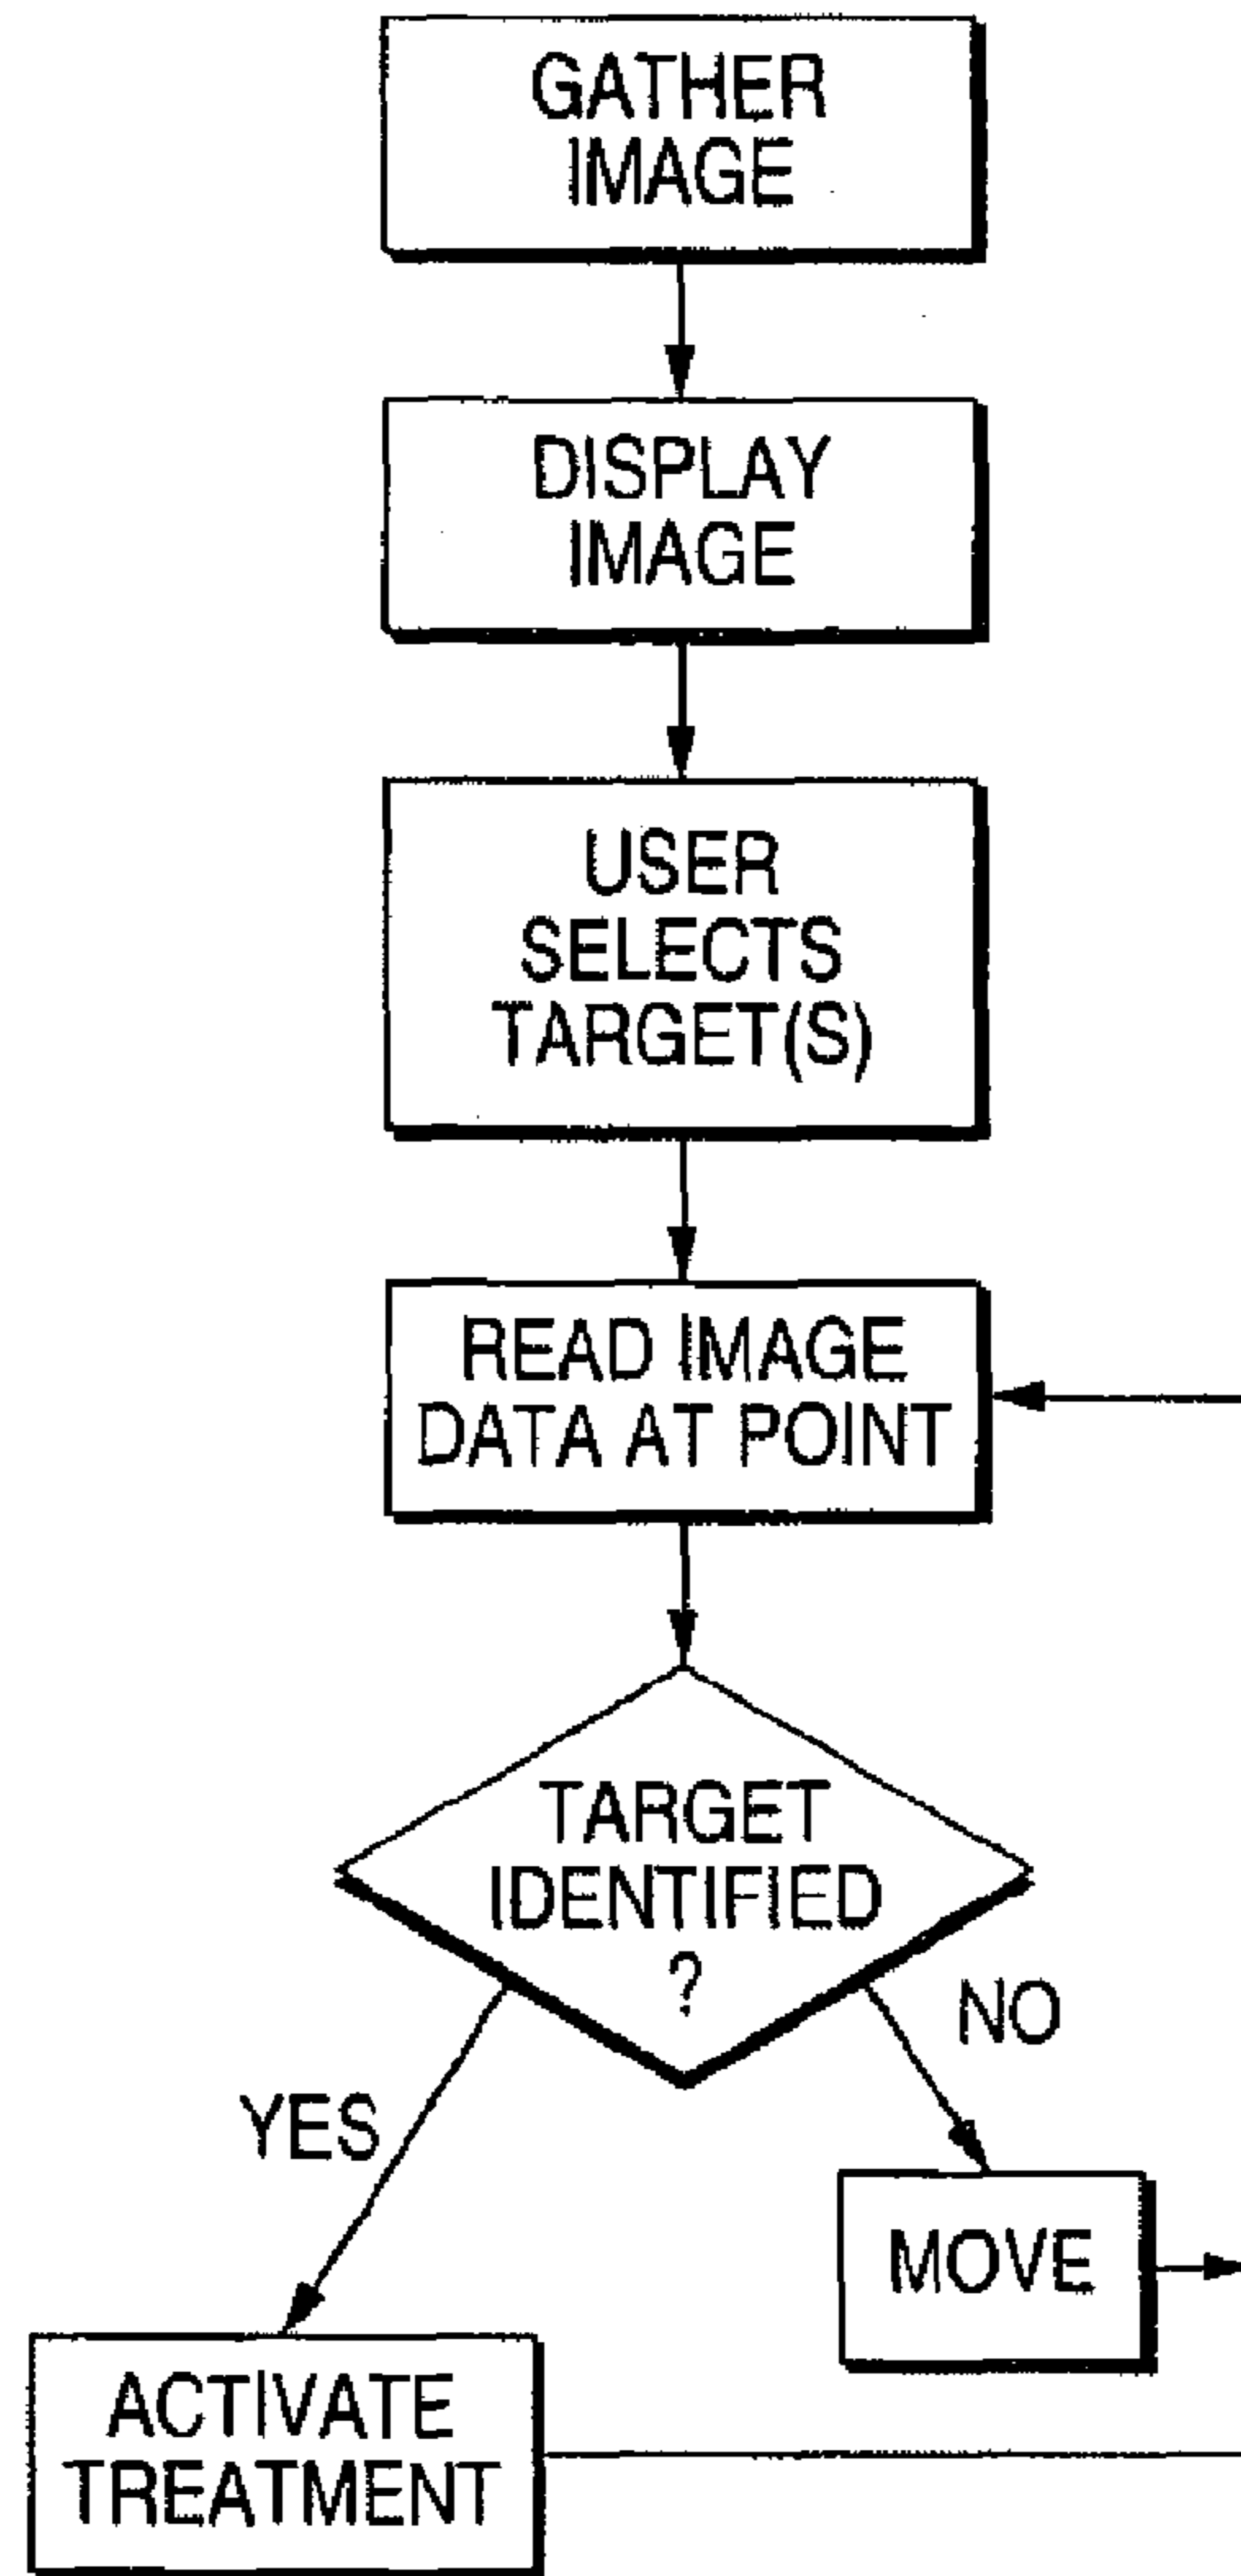 GATHER
IMAGE
DISPLAY
IMAGE
USER
SELECTS
TARGET(S)
READ IMAGE
DATA AT POINT
TARGET
IDENTIFIED
?
NO
YES
MOVE
ACTIVATE
TREATMENT